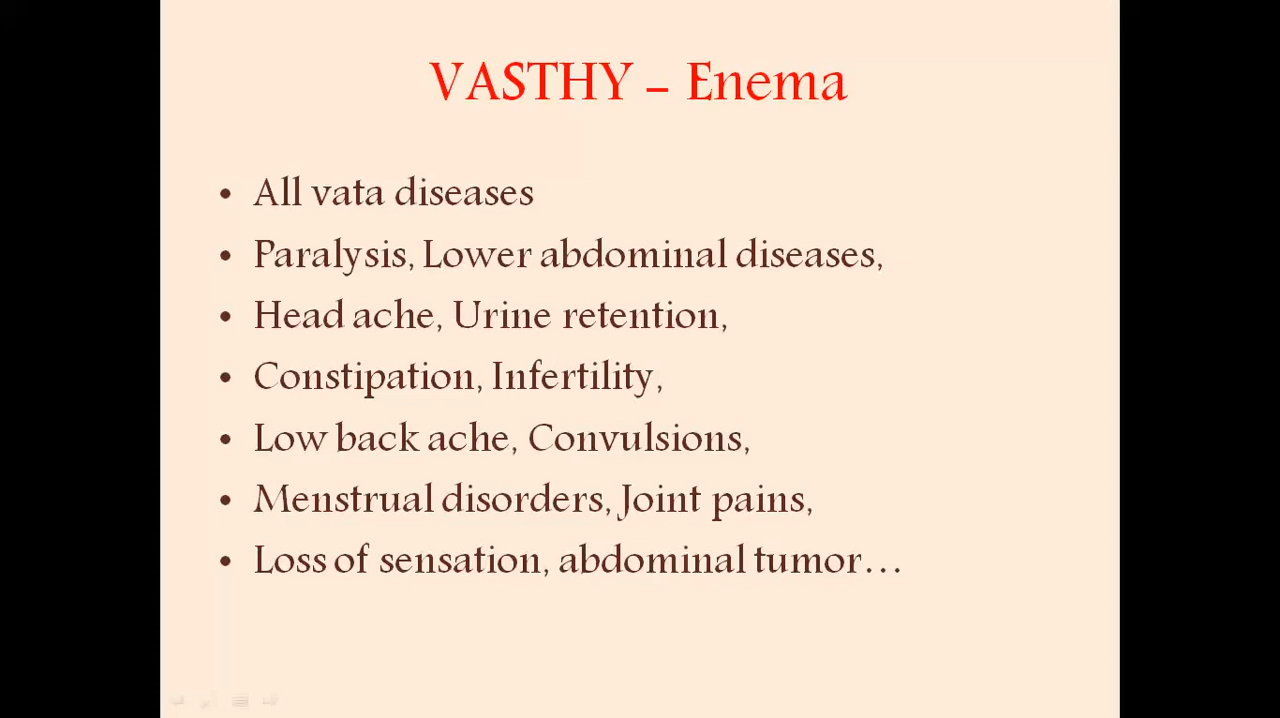 VASTHY – Enema
• All vata diseases
• Paralysis, Lower abdominal diseases,
• Head ache, Urine retention,
• Constipation, Infertility,
• Low back ache, Convulsions,
• Menstrual disorders, Joint pains,
• Loss of sensation, abdominal tumor…